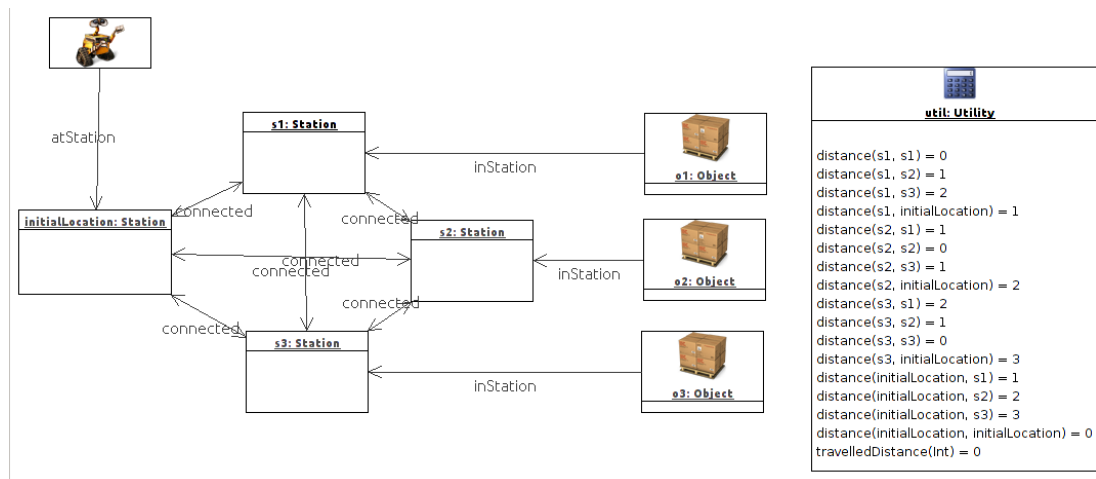 atStation
s1: Station
connected
initialLocation: Station
connected
s2: Station
connected
connected
connected
connected
s3: Station
inStation
o1: Object
inStation
o2: Object
inStation
o3: Object
util: Utility
distance(s1, s1) = 0
distance(s1, s2) = 1
distance(s1, s3) = 2
distance(s1, initialLocation) = 1
distance(s2, s1) = 1
distance(s2, s2) = 0
distance(s2, s3) = 1
distance(s2, initialLocation) = 2
distance(s3, s1) = 2
distance(s3, s2) = 1
distance(s3, s3) = 0
distance(s3, initialLocation) = 3
distance(initialLocation, s1) = 1
distance(initialLocation, s2) = 2
distance(initialLocation, s3) = 3
distance(initialLocation, initialLocation) = 0
travelledDistance(Int) = 0